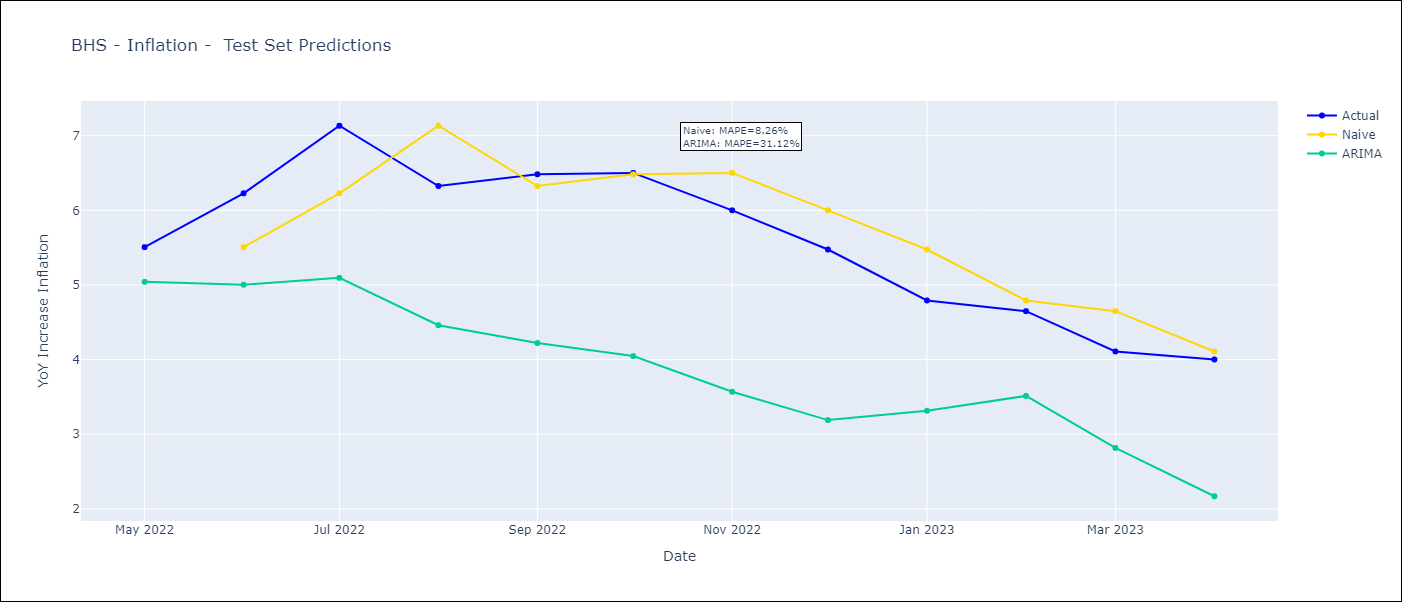 BHS - Inflation -  Test Set Predictions
Actual
Naive
ARIMA
Naive: MAPE=8.26%
ARIMA: MAPE=31.12%
YoY Increase Inflation
7
6
5
4
3
2
May 2022
Jul 2022
Sep 2022
Nov 2022
Jan 2023
Mar 2023
Date